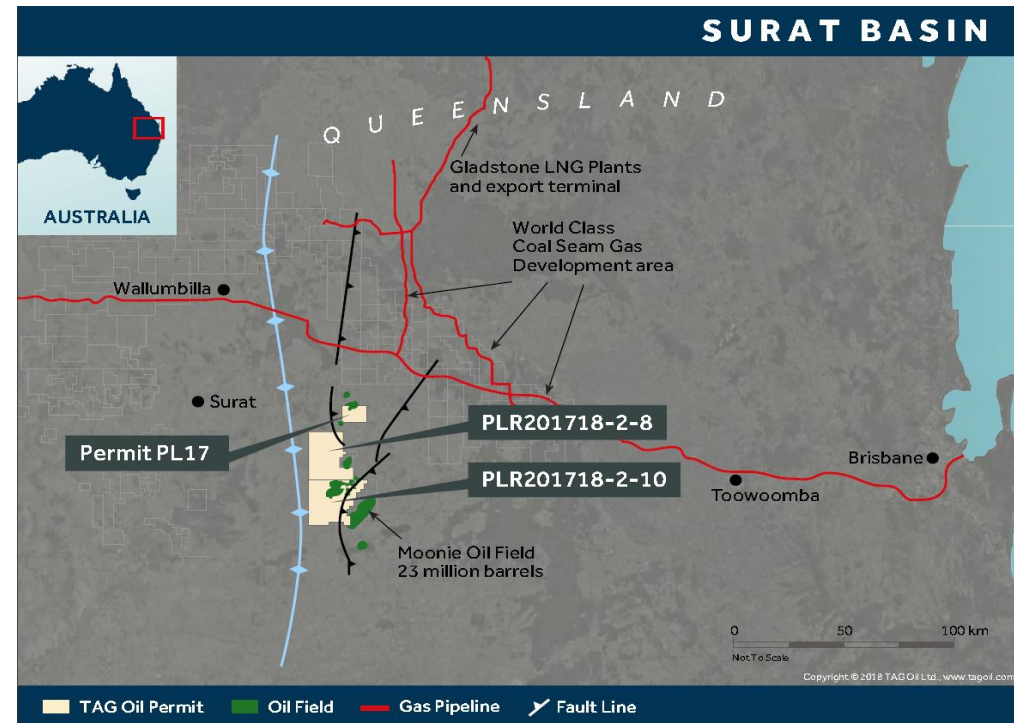 SURAT BASIN
QUEENSLAND
AUSTRALIA
Gladstone LNG Plants
and export terminal
World Class
Coal Seam Gas
Development area
Wallumbilla
Surat
PLR201718-2-8
Permit PL17
PLR201718-2-10
Brisbane
Toowoomba
Moonie Oil Field
23 million barrels
0 50 100 km
Not To Scale
Copyright © 2018 TAG Oil Ltd., www.tagoil.com
TAG Oil Permit Oil Field Gas Pipeline Fault Line